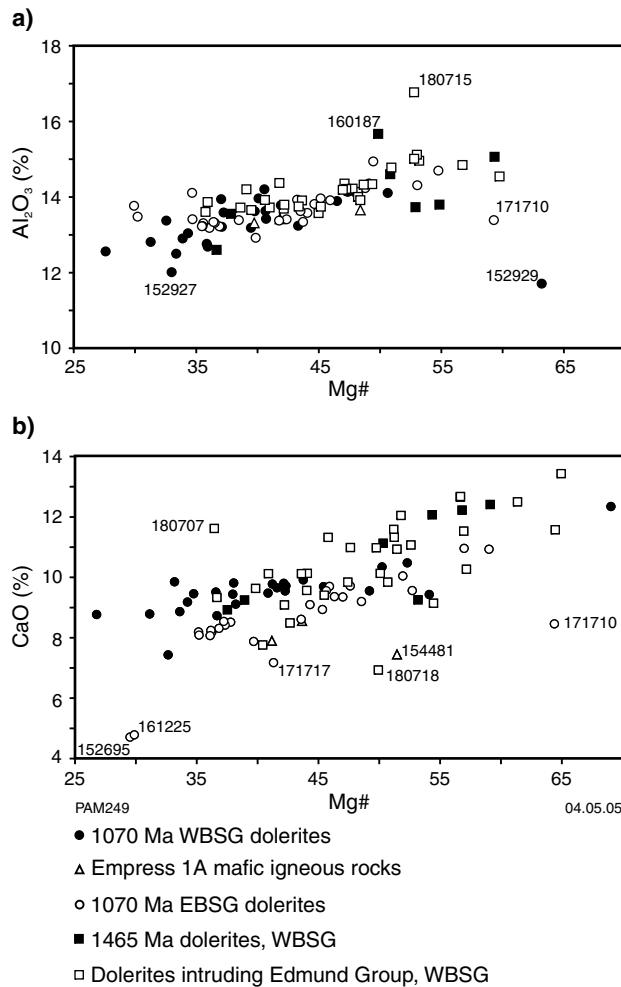 a)
18
16
14
12
10
Al₂O₃ (%)
180715
160187
171710
152927
152929
25
35
45
55
65
Mg#
b)
14
12
10
8
6
4
CaO (%)
180707
171710
154481
171717
180718
161225
152695
25
35
45
55
65
Mg#
PAM249
04.05.05
1070 Ma WBSG dolerites
Empress 1A mafic igneous rocks
1070 Ma EBSG dolerites
1465 Ma dolerites, WBSG
Dolerites intruding Edmund Group, WBSG